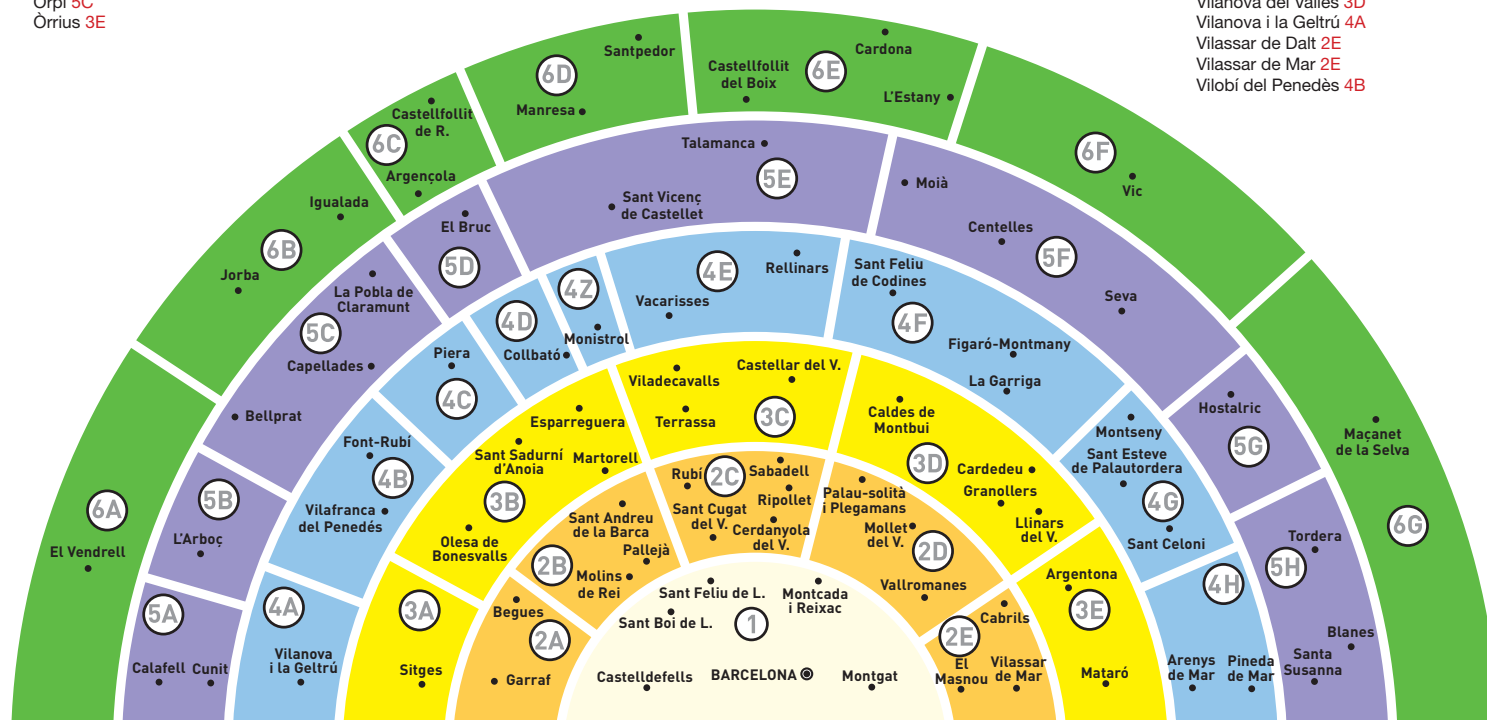 Orpí 5C
Òrrius 3E
Vilanova del Vallès 3D
Vilanova i la Geltrú 4A
Vilassar de Dalt 2E
Vilassar de Mar 2E
Vilobí del Penedès 4B
6A
El Vendrell
6B
Jorba
Igualada
6C
Castellfollit
de R.
Argençola
6D
Manresa
Santpedor
6E
Castellfollit
del Boix
Cardona
L'Estany
6F
Vic
6G
Maçanet
de la Selva
5A
Calafell
Cunit
5B
L'Arboç
5C
Bellprat
Capellades
La Pobla de
Claramunt
5D
El Bruc
5E
Talamanca
Sant Vicenç
de Castellet
5F
Moià
Centelles
Seva
5G
Hostalric
5H
Tordera
Blanes
Santa
Susanna
4A
Vilanova
i la Geltrú
4B
Font-Rubí
Vilafranca
del Penedés
4C
Piera
4D
Collbató
4Z
Monistrol
4E
Vacarisses
Rellinars
4F
Sant Feliu
de Codines
Figaró-Montmany
La Garriga
4G
Montseny
Sant Esteve
de Palautordera
Sant Celoni
4H
Arenys
de Mar
Pineda
de Mar
3A
Sitges
3B
Esparreguera
Sant Sadurní
d'Anoia
Martorell
Olesa de
Bonesvalls
3C
Viladecavalls
Castellar del V.
Terrassa
3D
Caldes de
Montbui
Cardedeu
Granollers
Llinars
del V.
3E
Argentona
Mataró
2A
Begues
Garraf
2B
Sant Andreu
de la Barca
Pallejà
Molins
de Rei
2C
Rubí
Sabadell
Ripollet
Sant Cugat
del V.
Cerdanyola
del V.
2D
Palau-solità
i Plegamans
Mollet
del V.
Vallromanes
2E
Cabrils
El
Masnou
Vilassar
de Mar
1
Sant Feliu de L.
Montcada
i Reixac
Sant Boi de L.
Castelldefells
BARCELONA
Montgat